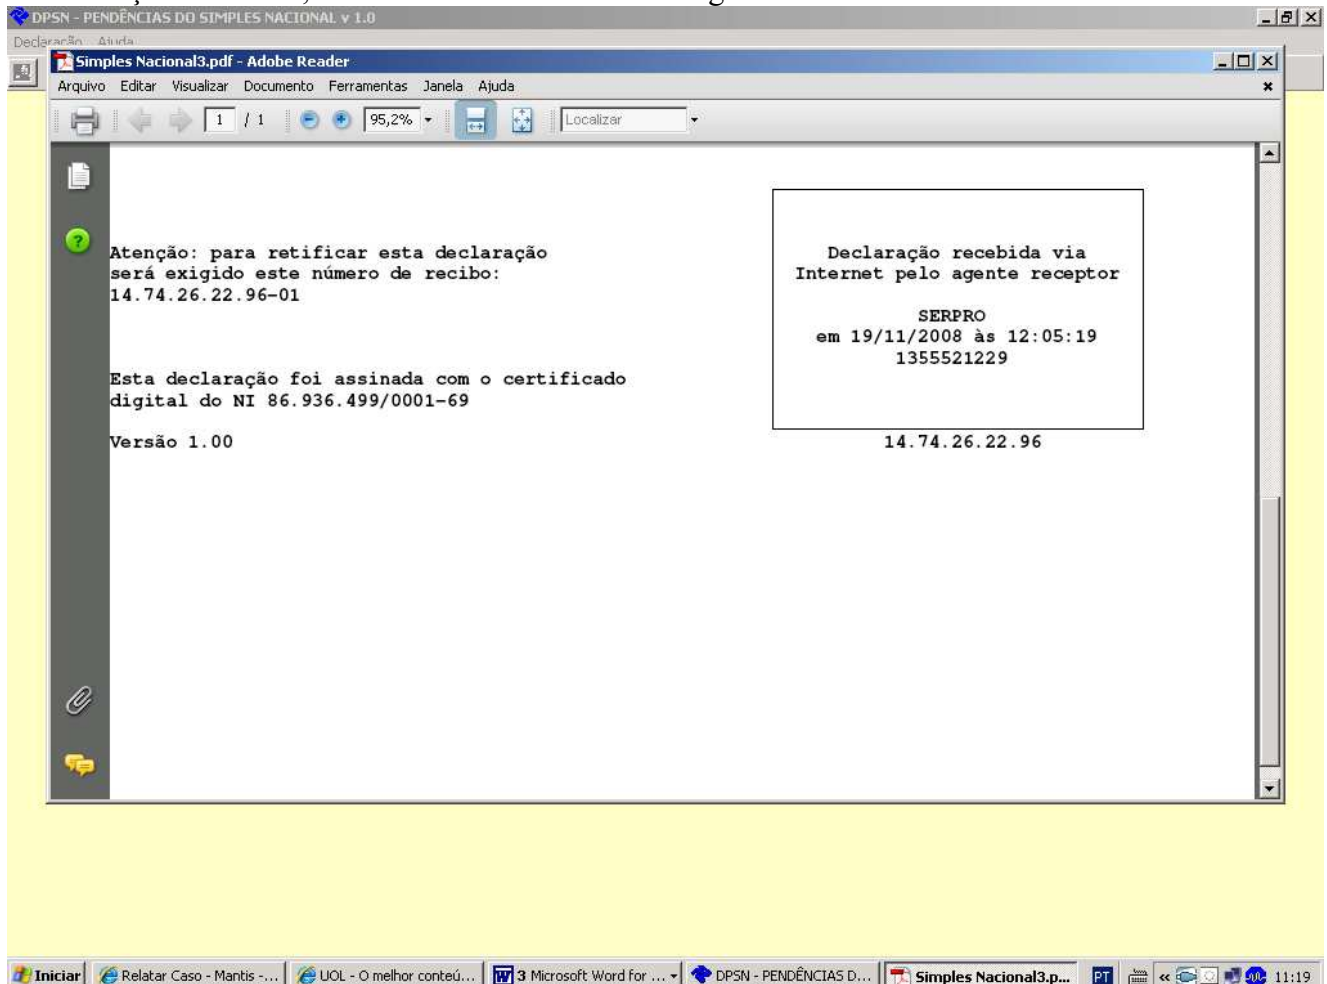 DPSN - PENDÊNCIAS DO SIMPLES NACIONAL v 1.0
Declaração Ajuda
Simples Nacional3.pdf - Adobe Reader
Arquivo Editar Visualizar Documento Ferramentas Janela Ajuda
1 / 1 95,2% Localizar
Atenção: para retificar esta declaração
será exigido este número de recibo:
14.74.26.22.96-01
Esta declaração foi assinada com o certificado
digital do NI 86.936.499/0001-69
Versão 1.00
Declaração recebida via
Internet pelo agente receptor
SERPRO
em 19/11/2008 às 12:05:19
1355521229
14.74.26.22.96
Iniciar Relatar Caso - Mantis -... UOL - O melhor conteú... 3 Microsoft Word for ... DPSN - PENDÊNCIAS D... Simples Nacional3.p... PT « 11:19